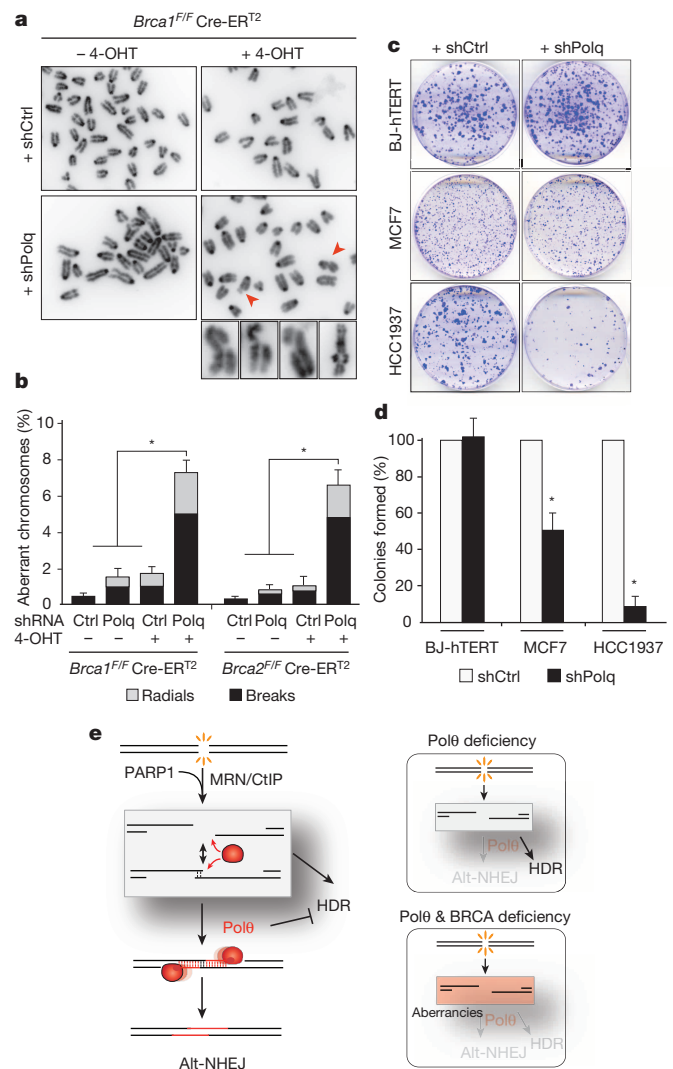 a
Brca1F/F Cre-ERT2
– 4-OHT
+ 4-OHT
+ shCtrl
+ shPolq
b
Aberrant chromosomes (%)
10
8
6
4
2
0
*
*
shRNA Ctrl Polq Ctrl Polq Ctrl Polq Ctrl Polq
4-OHT – – + + – – + +
Brca1F/F Cre-ERT2
Brca2F/F Cre-ERT2
Radials
Breaks
c
+ shCtrl
+ shPolq
BJ-hTERT
MCF7
HCC1937
d
Colonies formed (%)
100
80
60
40
20
0
*
*
BJ-hTERT
MCF7
HCC1937
shCtrl
shPolq
e
PARP1
MRN/CtIP
HDR
Polθ
Alt-NHEJ
Polθ deficiency
Polθ
HDR
Alt-NHEJ
Polθ & BRCA deficiency
Aberrancies
Polθ
HDR
Alt-NHEJ